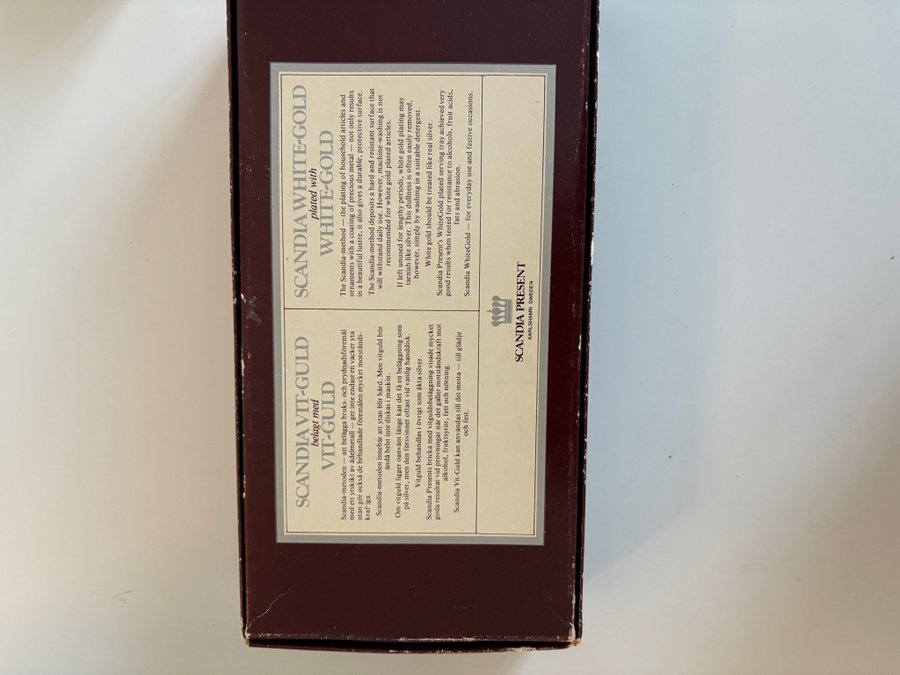 SCANDIA VIT-GULD
belagt med
VIT-GULD
Scandia-metoden — att belägga bruks- och prydnadsföremål
med ett ytskikt av ädelmetall — ger inte endast en vacker yta
utan gör också de behandlade föremålen mycket motstånds-
kraftiga.
Scandia-metoden innebär att ytan blir hård. Men vitguld bör
ändå helst inte diskas i maskin.
Om vitguld ligger oanvänt länge kan det få en beläggning som
på silver, men den försvinner oftast vid vanlig handdisk.
Vitguld behandlas i övrigt som äkta silver.
Scandia Presents bricka med vitguldsbeläggning visade mycket
goda resultat vid provningar när det gäller motståndskraft mot
alkohol, fruktsyror, fett och nötning.
Scandia Vit-Guld kan användas till det mesta — till glädje
och fest.
SCANDIA WHITE-GOLD
plated with
WHITE-GOLD
The Scandia-method — the plating of household articles and
ornaments with a coating of precious metal — not only results
in a beautiful lustre, it also gives a durable, protective surface.
The Scandia-method deposits a hard and resistant surface that
will withstand daily use. However, machine-washing is not
recommended for white gold plated articles.
If left unused for lengthy periods, white gold plating may
tarnish like silver. This dullness is often easily removed,
however, simply by washing in a suitable detergent.
White gold should be treated like real silver.
Scandia Present's WhiteGold plated serving tray achieved very
good results when tested for resistance to alcohols, fruit acids,
fats and abrasion.
Scandia WhiteGold — for everyday use and festive occasions.
SCANDIA PRESENT
KARLSHAMN SWEDEN